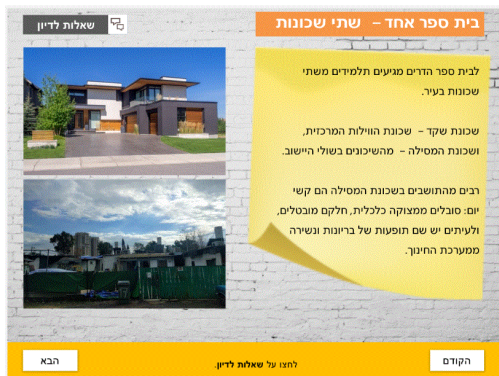 בית ספר אחד – שתי שכונות
שאלות לדיון
לבית ספר הדרים מגיעים תלמידים משתי
שכונות בעיר.
שכונת שקד – שכונת הווילות המרכזית,
ושכונת המסילה – מהשיכונים בשולי היישוב.
רבים מהתושבים בשכונת המסילה הם קשי
יום: סובלים ממצוקה כלכלית, חלקם מובטלים,
ולעיתים יש שם תופעות של בריונות ונשירה
ממערכת החינוך.
הקודם
לחצו על שאלות לדיון.
הבא